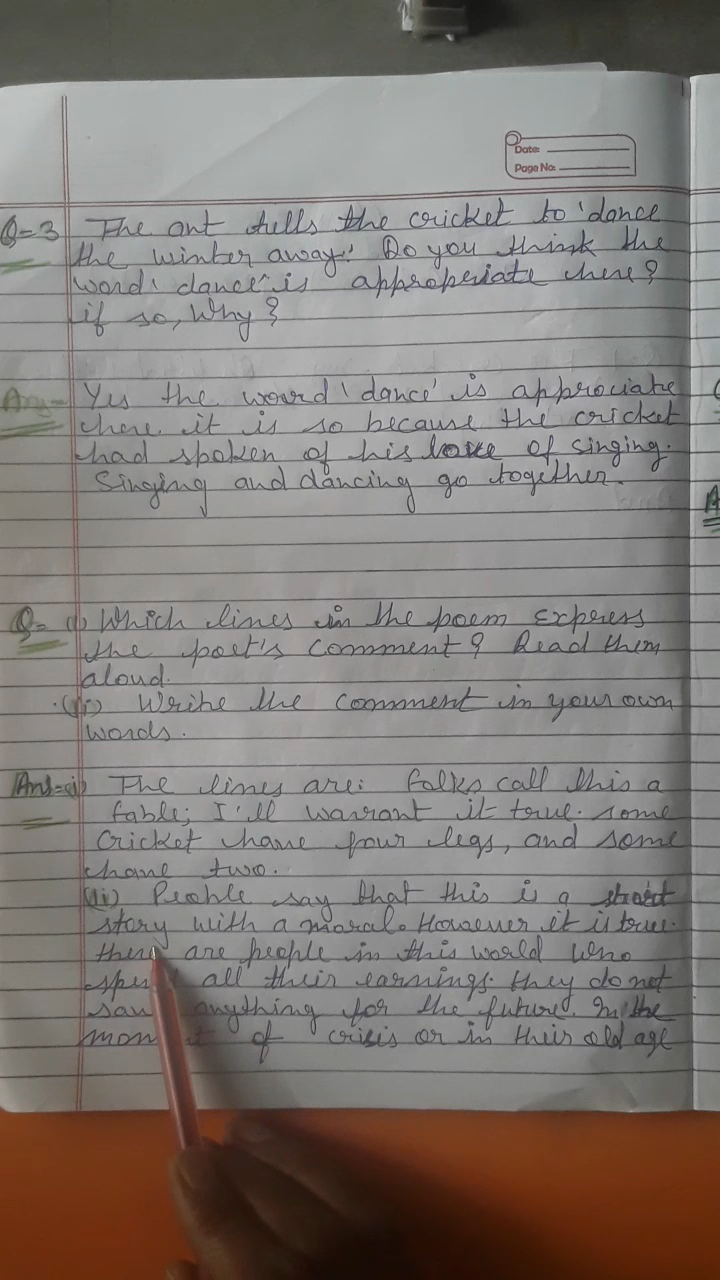 Date:
Page No:
Q=3 The ant tells the cricket to 'dance
the winter away'. Do you think the
word 'dance' is approperiate here?
if so, Why?
Ans- Yes the word 'dance' is approciate
here. it is so because the cricket
had spoken of his love of singing.
Singing and dancing go together.
Q= (i) Which lines in the poem express
the poet's comment? Read them
aloud.
(ii) Write the comment in your own
words.
Ans=(i) The lines are: folks call this a
fable; I'll warrant it true. some
cricket have four legs, and some
have two.
(ii) People say that this is a short
story with a moral. However it is true.
there are people in this world who
all their earnings. they do not
anything for the future. In the
of crisis or in their old age